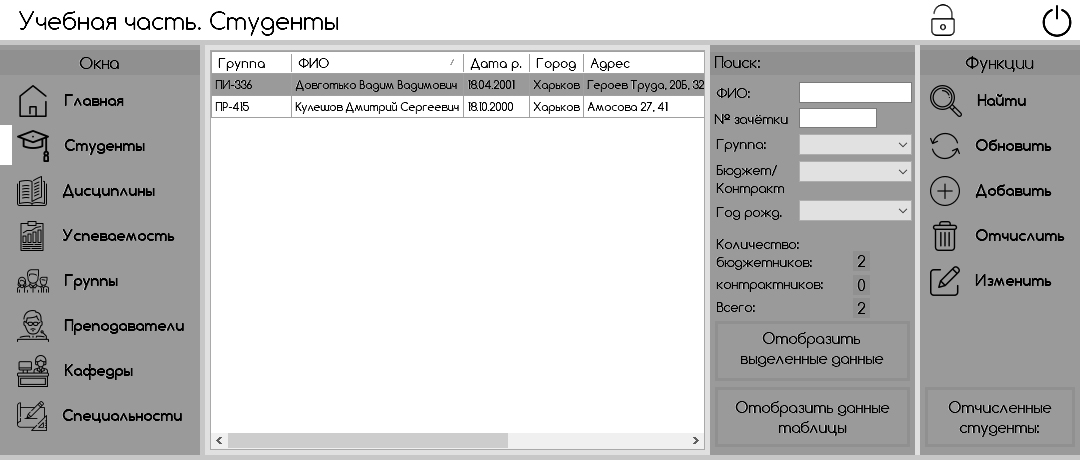 Учебная часть. Студенты
Окна
Главная
Студенты
Дисциплины
Успеваемость
Группы
Преподаватели
Кафедры
Специальности
Группа ФИО Дата р. Город Адрес
ПИ-336 Довготько Вадим Вадимович 18.04.2001 Харьков Героев Труда, 20Б, 32
ПР-415 Кулешов Дмитрий Сергеевич 18.10.2000 Харьков Амосова 27, 41
Поиск:
ФИО:
№ зачётки
Группа:
Бюджет/
Контракт
Год рожд.
Количество:
бюджетников: 2
контрактников: 0
Всего: 2
Отобразить
выделенные данные
Отобразить данные
таблицы
Функции
Найти
Обновить
Добавить
Отчислить
Изменить
Отчисленные
студенты: